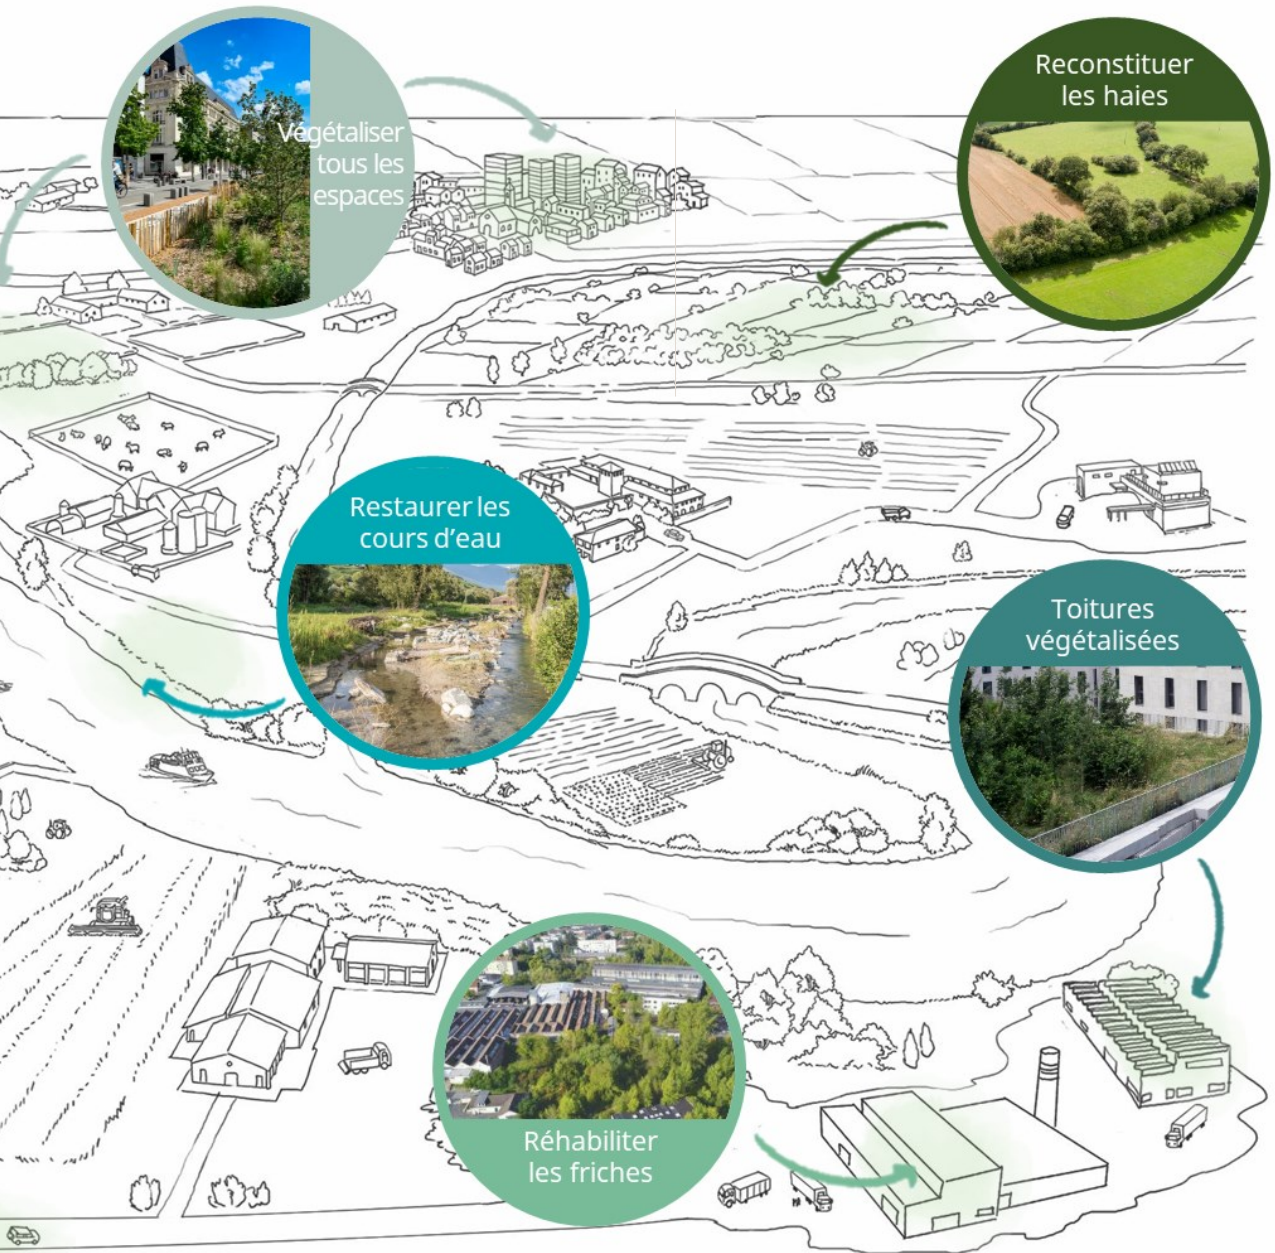 Végétaliser
tous les
espaces
Reconstituer
les haies
Restaurer les
cours d’eau
Toitures
végétalisées
Réhabiliter
les friches